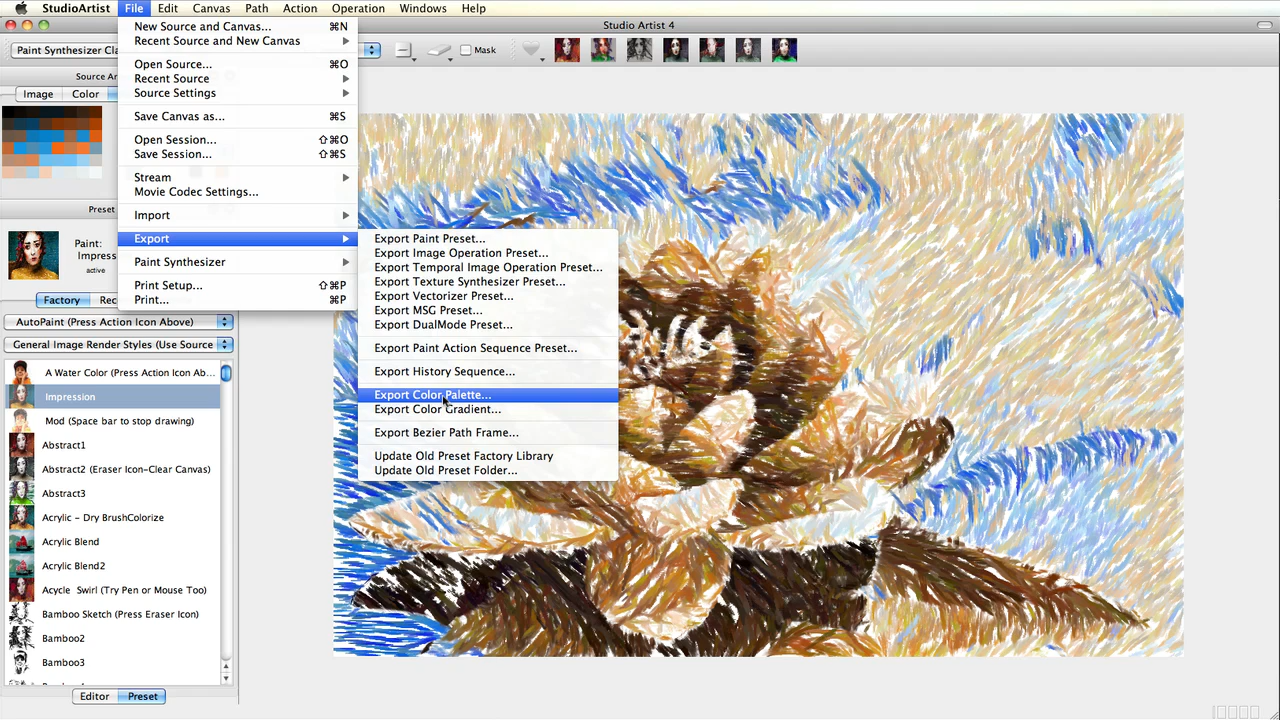 StudioArtist File Edit Canvas Path Action Operation Windows Help
Studio Artist 4
New Source and Canvas... ⌘N
Recent Source and New Canvas
Open Source... ⌘O
Recent Source
Source Settings
Save Canvas as... ⌘S
Open Session... ⇧⌘O
Save Session... ⇧⌘S
Stream
Movie Codec Settings...
Import
Export
Paint Synthesizer
Print Setup... ⇧⌘P
Print... ⌘P
Export Paint Preset...
Export Image Operation Preset...
Export Temporal Image Operation Preset...
Export Texture Synthesizer Preset...
Export Vectorizer Preset...
Export MSG Preset...
Export DualMode Preset...
Export Paint Action Sequence Preset...
Export History Sequence...
Export Color Palette...
Export Color Gradient...
Export Bezier Path Frame...
Update Old Preset Factory Library
Update Old Preset Folder...
Paint Synthesizer Cla
Mask
Source Ar
Image Color
Preset
Paint:
Impress
active
Factory Rec
AutoPaint (Press Action Icon Above)
General Image Render Styles (Use Source
A Water Color (Press Action Icon Ab...
Impression
Mod (Space bar to stop drawing)
Abstract1
Abstract2 (Eraser Icon-Clear Canvas)
Abstract3
Acrylic - Dry BrushColorize
Acrylic Blend
Acrylic Blend2
Acycle Swirl (Try Pen or Mouse Too)
Bamboo Sketch (Press Eraser Icon)
Bamboo2
Bamboo3
Editor Preset